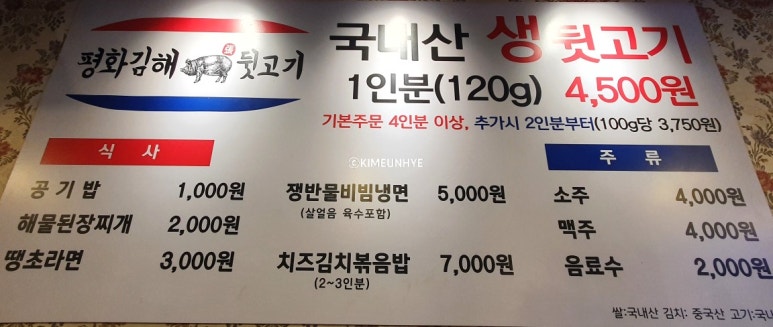 평화김해 뒷고기
국내산 생 뒷고기
1인분(120g) 4,500원
기본주문 4인분 이상, 추가시 2인분부터(100g당 3,750원)
식사
공기밥 1,000원
해물된장찌개 2,000원
땡초라면 3,000원
©KIMEUNHYE
쟁반물비빔냉면 5,000원
(살얼음 육수포함)
치즈김치볶음밥 7,000원
(2~3인분)
주류
소주 4,000원
맥주 4,000원
음료수 2,000원
쌀:국내산 김치: 중국산 고기:국내